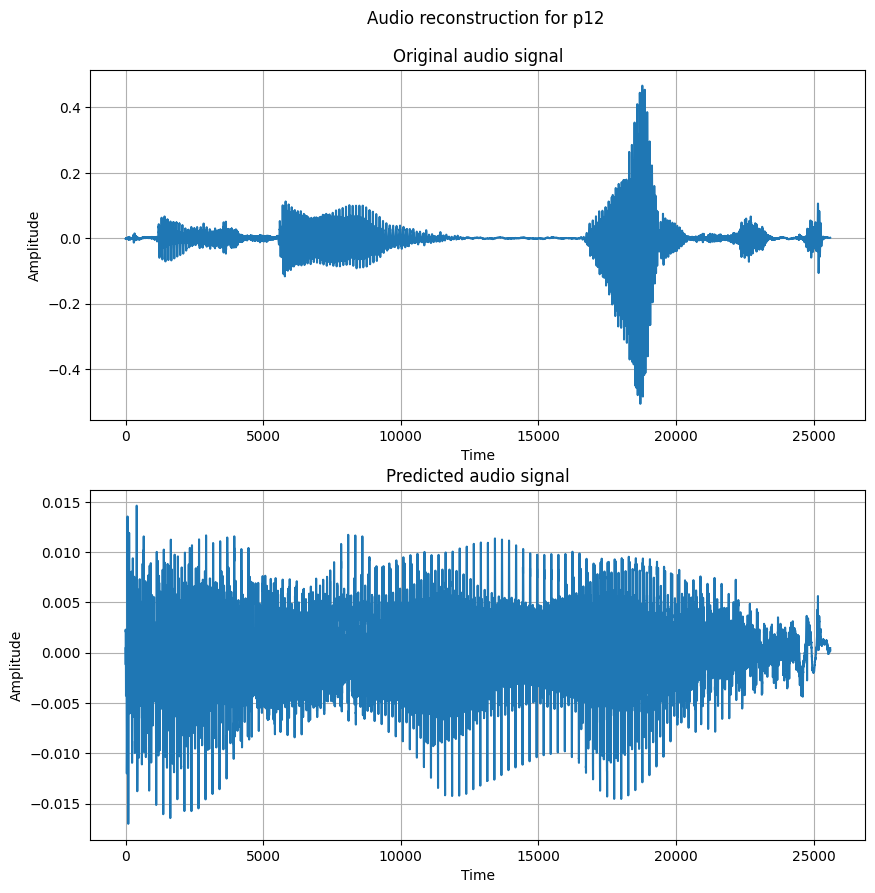 Audio reconstruction for p12
Original audio signal
0.4
0.2
0.0
−0.2
−0.4
Amplitude
0 5000 10000 15000 20000 25000
Time
Predicted audio signal
0.015
0.010
0.005
0.000
−0.005
−0.010
−0.015
Amplitude
0 5000 10000 15000 20000 25000
Time